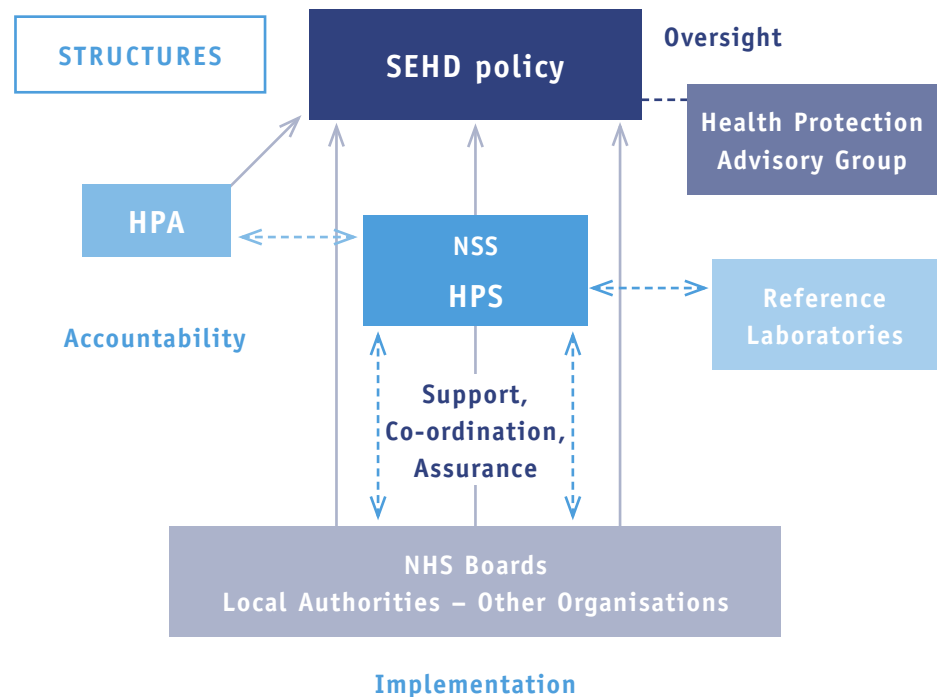 STRUCTURES
SEHD policy
Oversight
Health Protection
Advisory Group
HPA
NSS
HPS
Reference
Laboratories
Accountability
Support,
Co-ordination,
Assurance
NHS Boards
Local Authorities – Other Organisations
Implementation